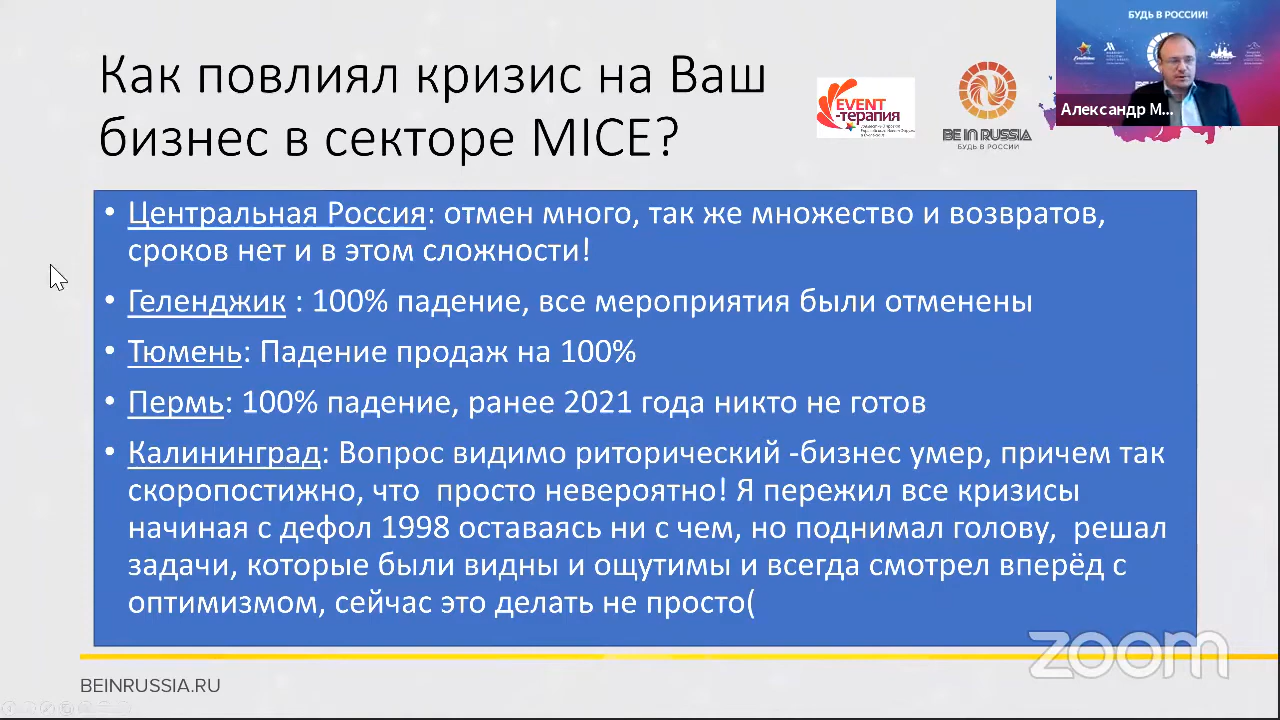 Как повлиял кризис на Ваш
бизнес в секторе MICE?
EVENT
-терапия
BE IN RUSSIA
БУДЬ В РОССИИ
БУДЬ В РОССИИ!
Александр М...
• Центральная Россия: отмен много, так же множество и возвратов,
сроков нет и в этом сложности!
• Геленджик : 100% падение, все мероприятия были отменены
• Тюмень: Падение продаж на 100%
• Пермь: 100% падение, ранее 2021 года никто не готов
• Калининград: Вопрос видимо риторический -бизнес умер, причем так
скоропостижно, что  просто невероятно! Я пережил все кризисы
начиная с дефол 1998 оставаясь ни с чем, но поднимал голову,  решал
задачи, которые были видны и ощутимы и всегда смотрел вперёд с
оптимизмом, сейчас это делать не просто(
zoom
BEINRUSSIA.RU